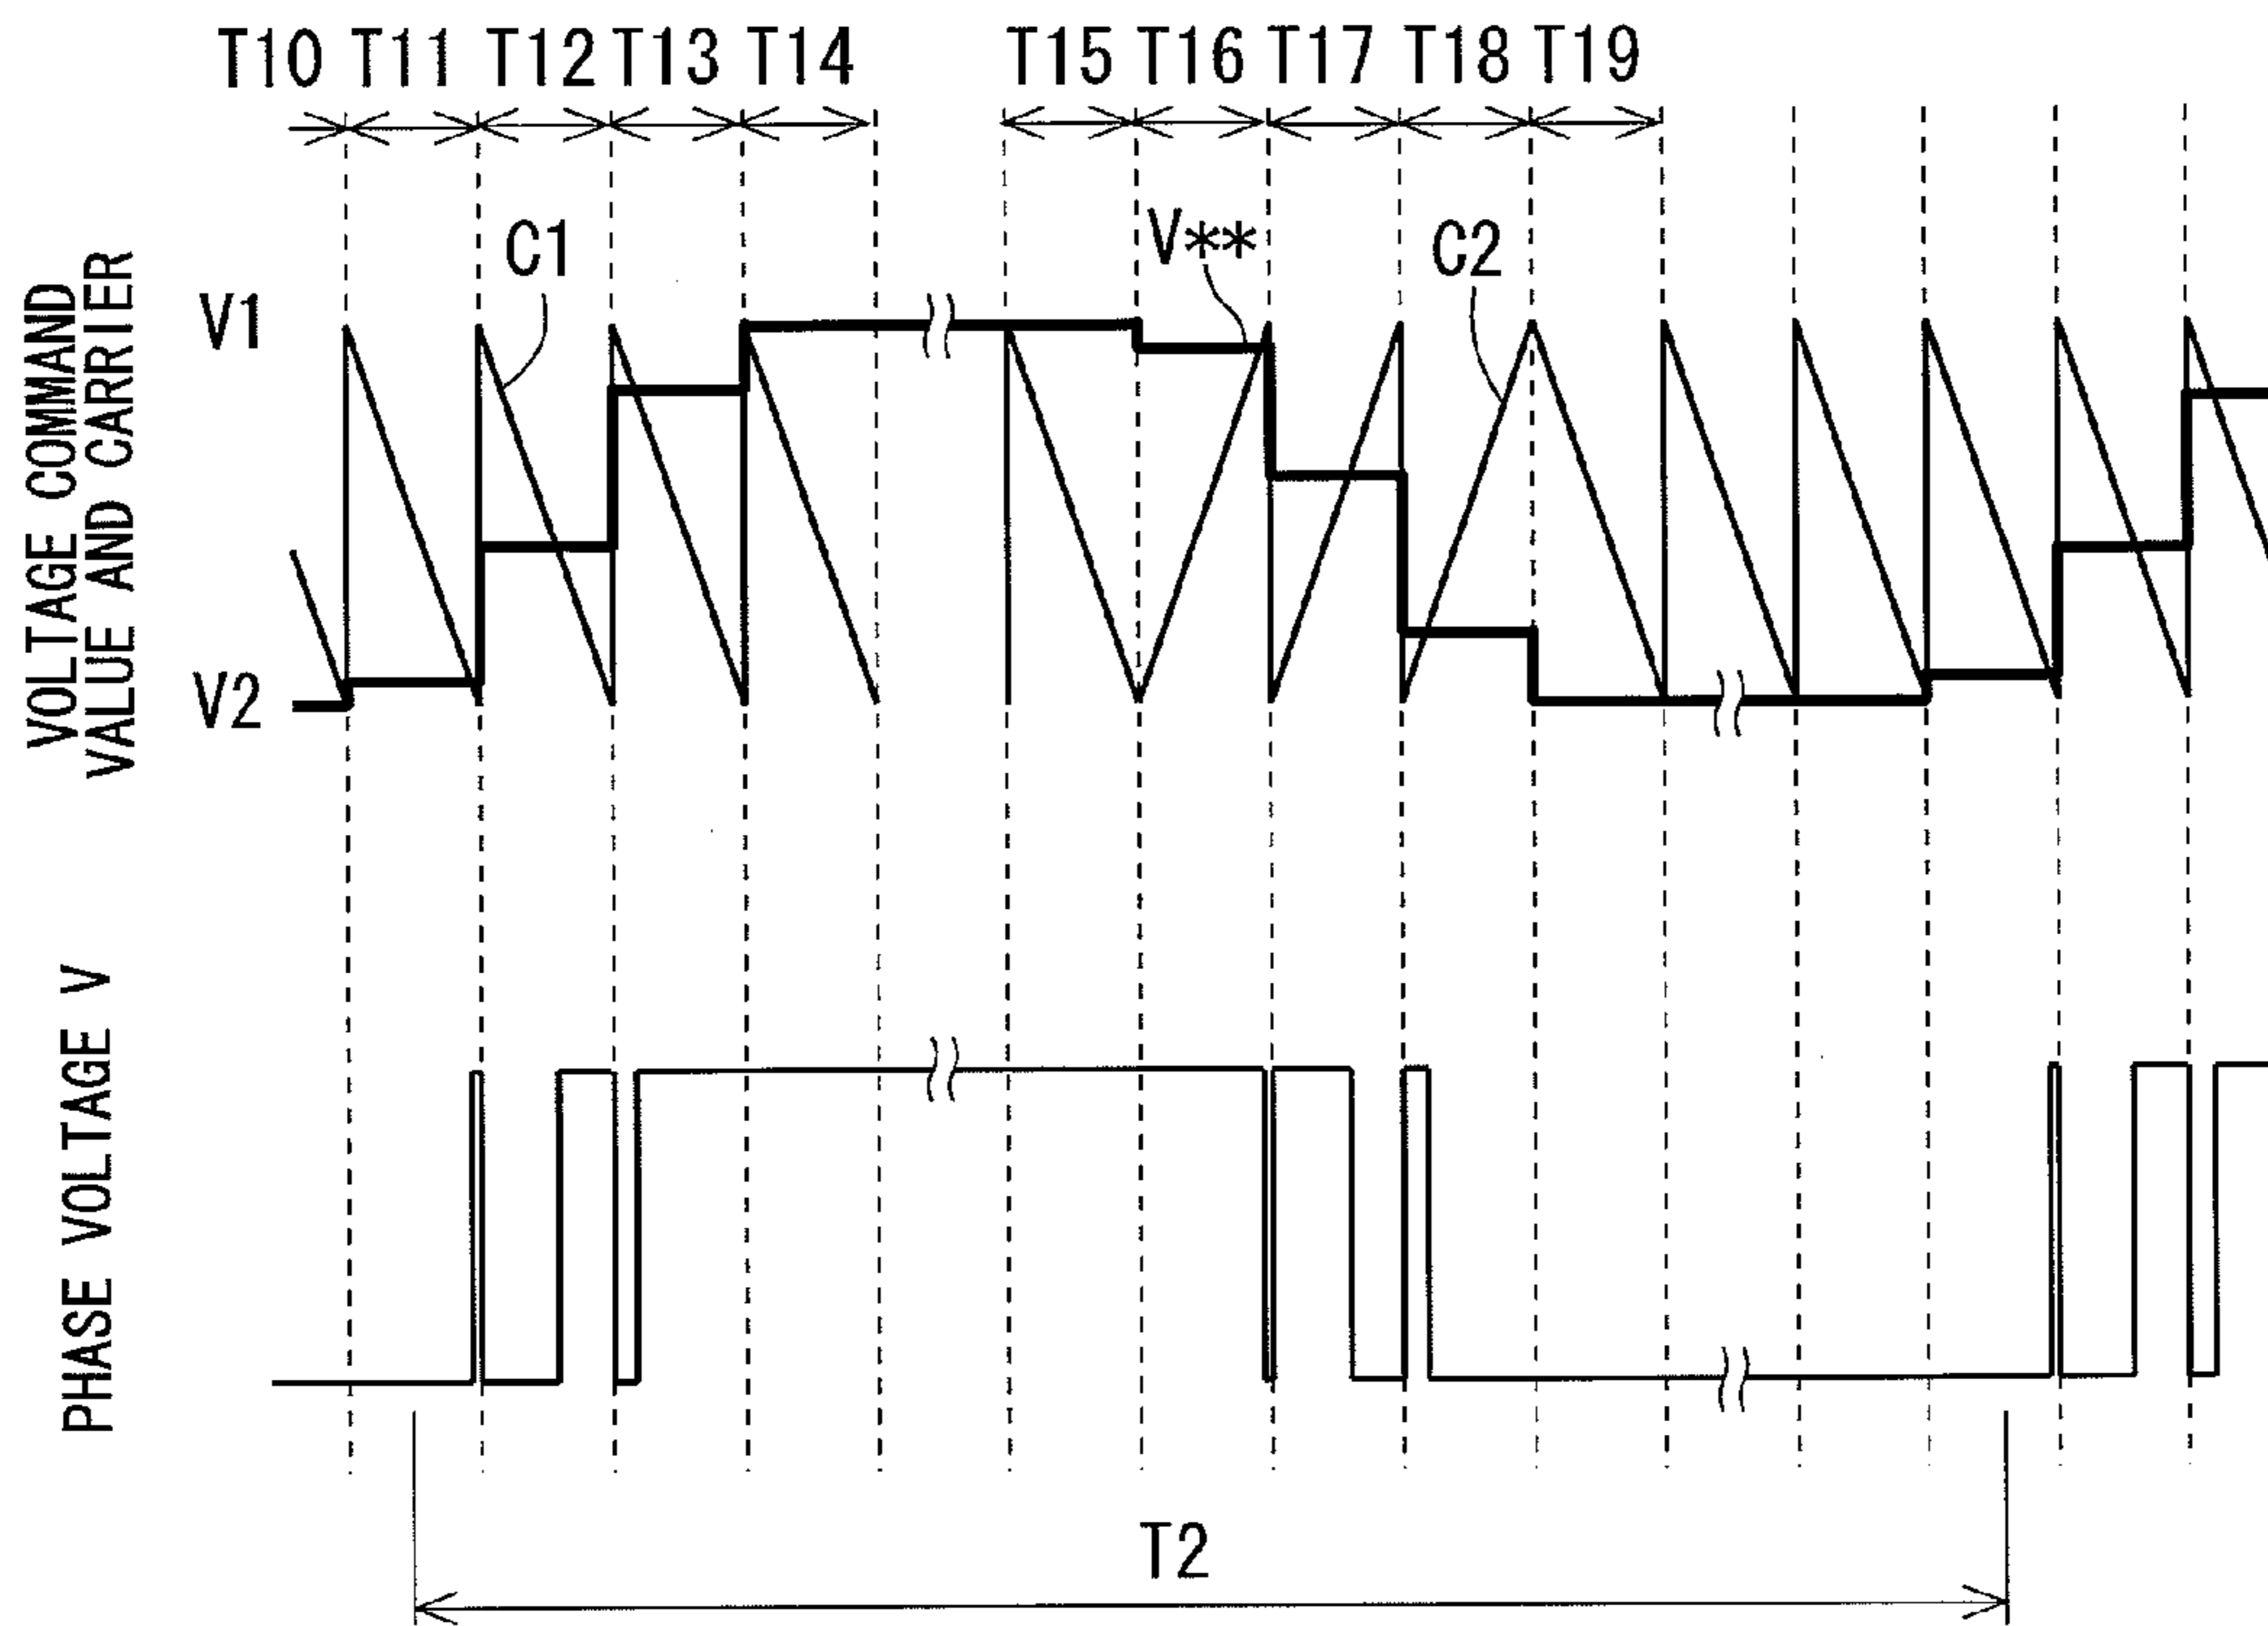 T10 T11 T12 T13 T14 T15 T16 T17 T18 T19
C1
V**
C2
V1
V2
VOLTAGE COMMAND
VALUE AND CARRIER
PHASE VOLTAGE V
T2